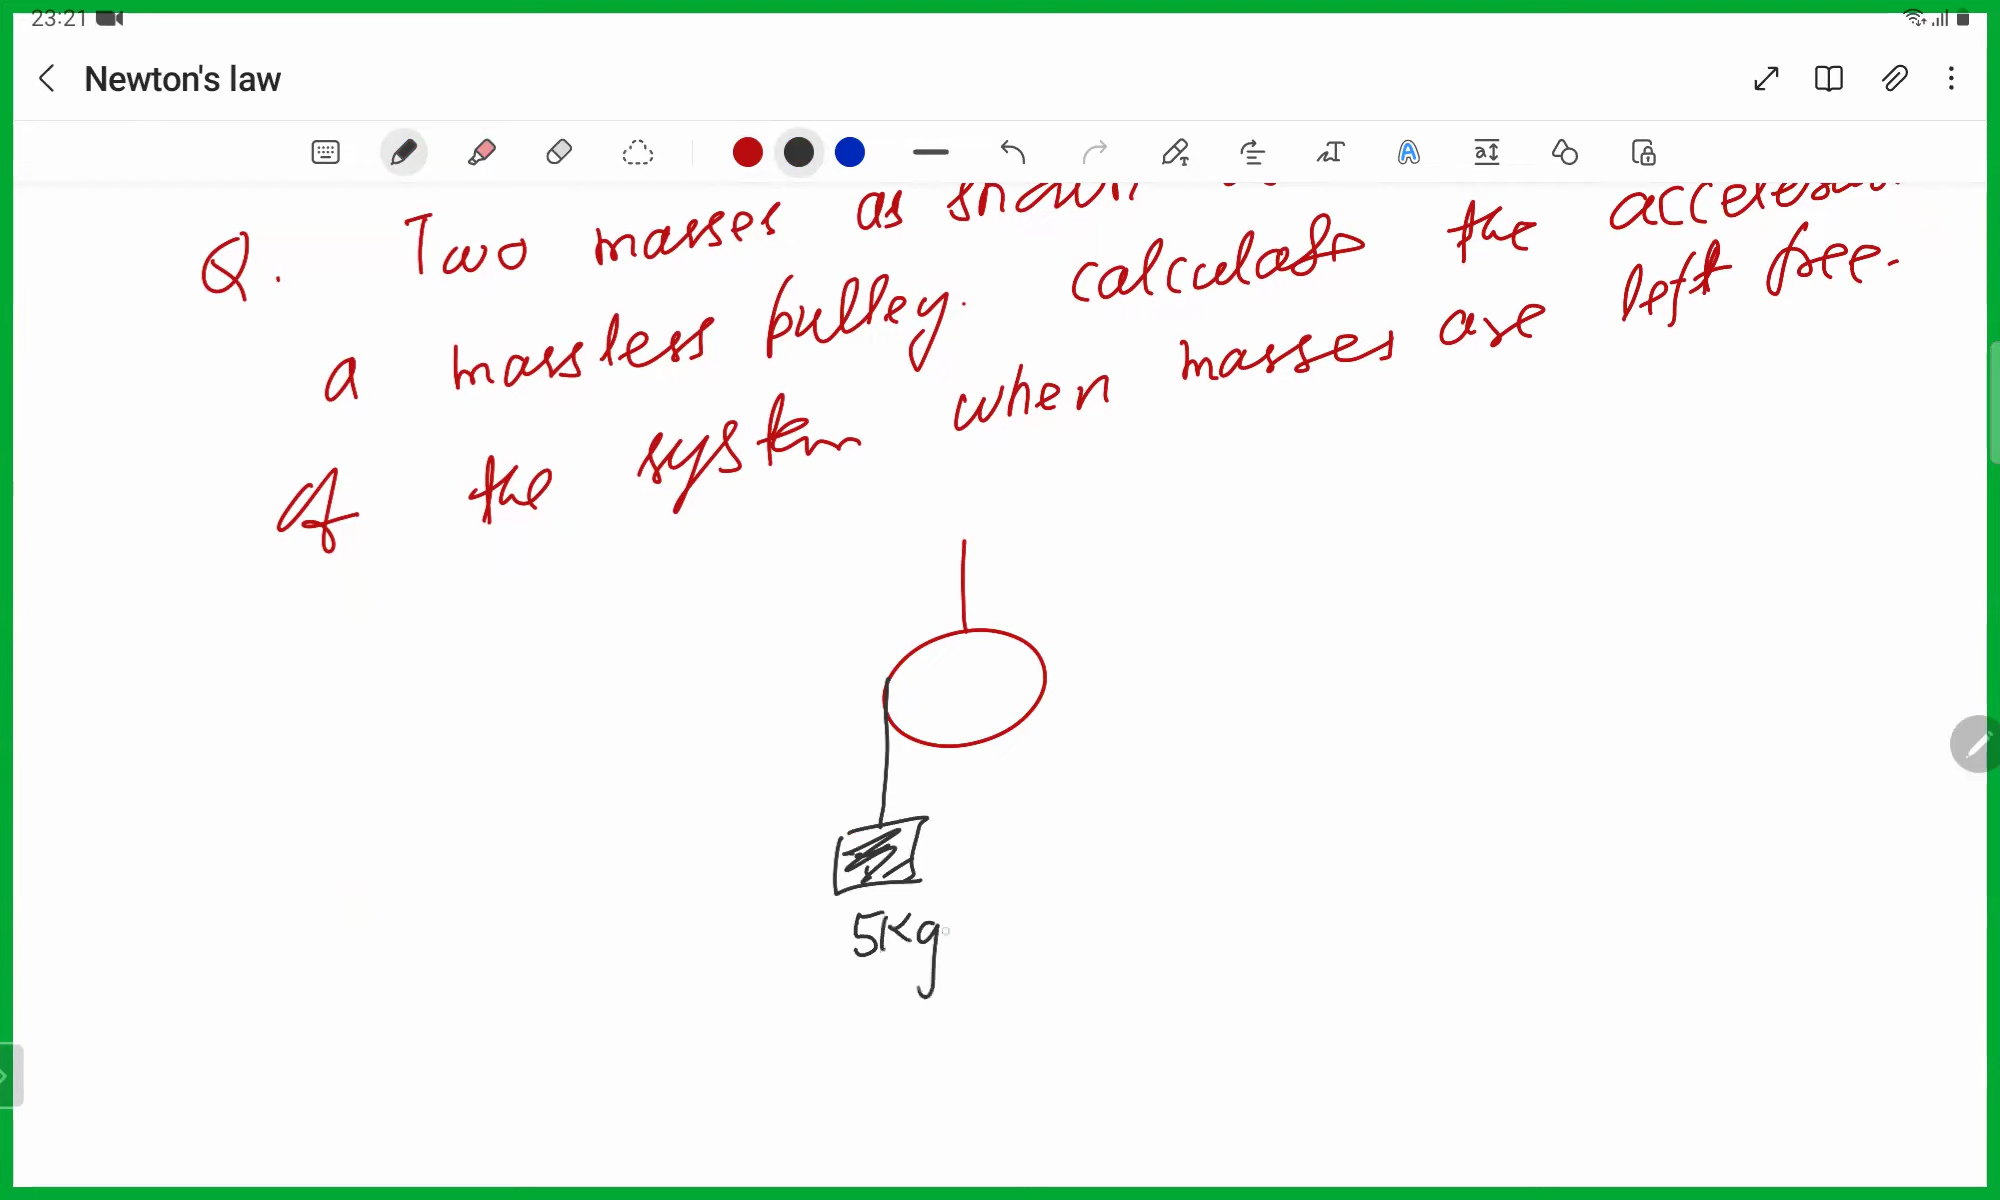 23:21
Newton's law
Q. Two masses as shown
a massless pulley. calculate the
of the system when masses are left free.
5Kg